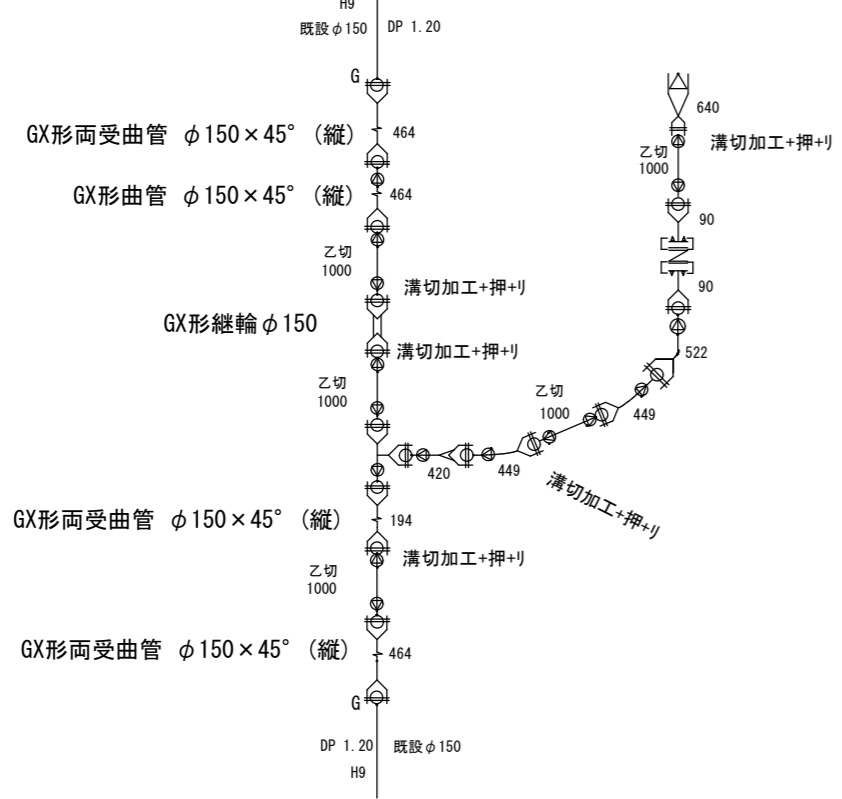 H9
既設φ150 DP 1.20
G
GX形両受曲管 φ150×45°(縦) 464
GX形曲管 φ150×45°(縦) 464
乙切
1000
溝切加工+押+リ
GX形継輪φ150
溝切加工+押+リ
乙切
1000
640
溝切加工+押+リ
乙切
1000
90
90
522
乙切
1000
449
420
449
溝切加工+押+リ
GX形両受曲管 φ150×45°(縦) 194
溝切加工+押+リ
乙切
1000
GX形両受曲管 φ150×45°(縦) 464
G
DP 1.20 既設φ150
H9